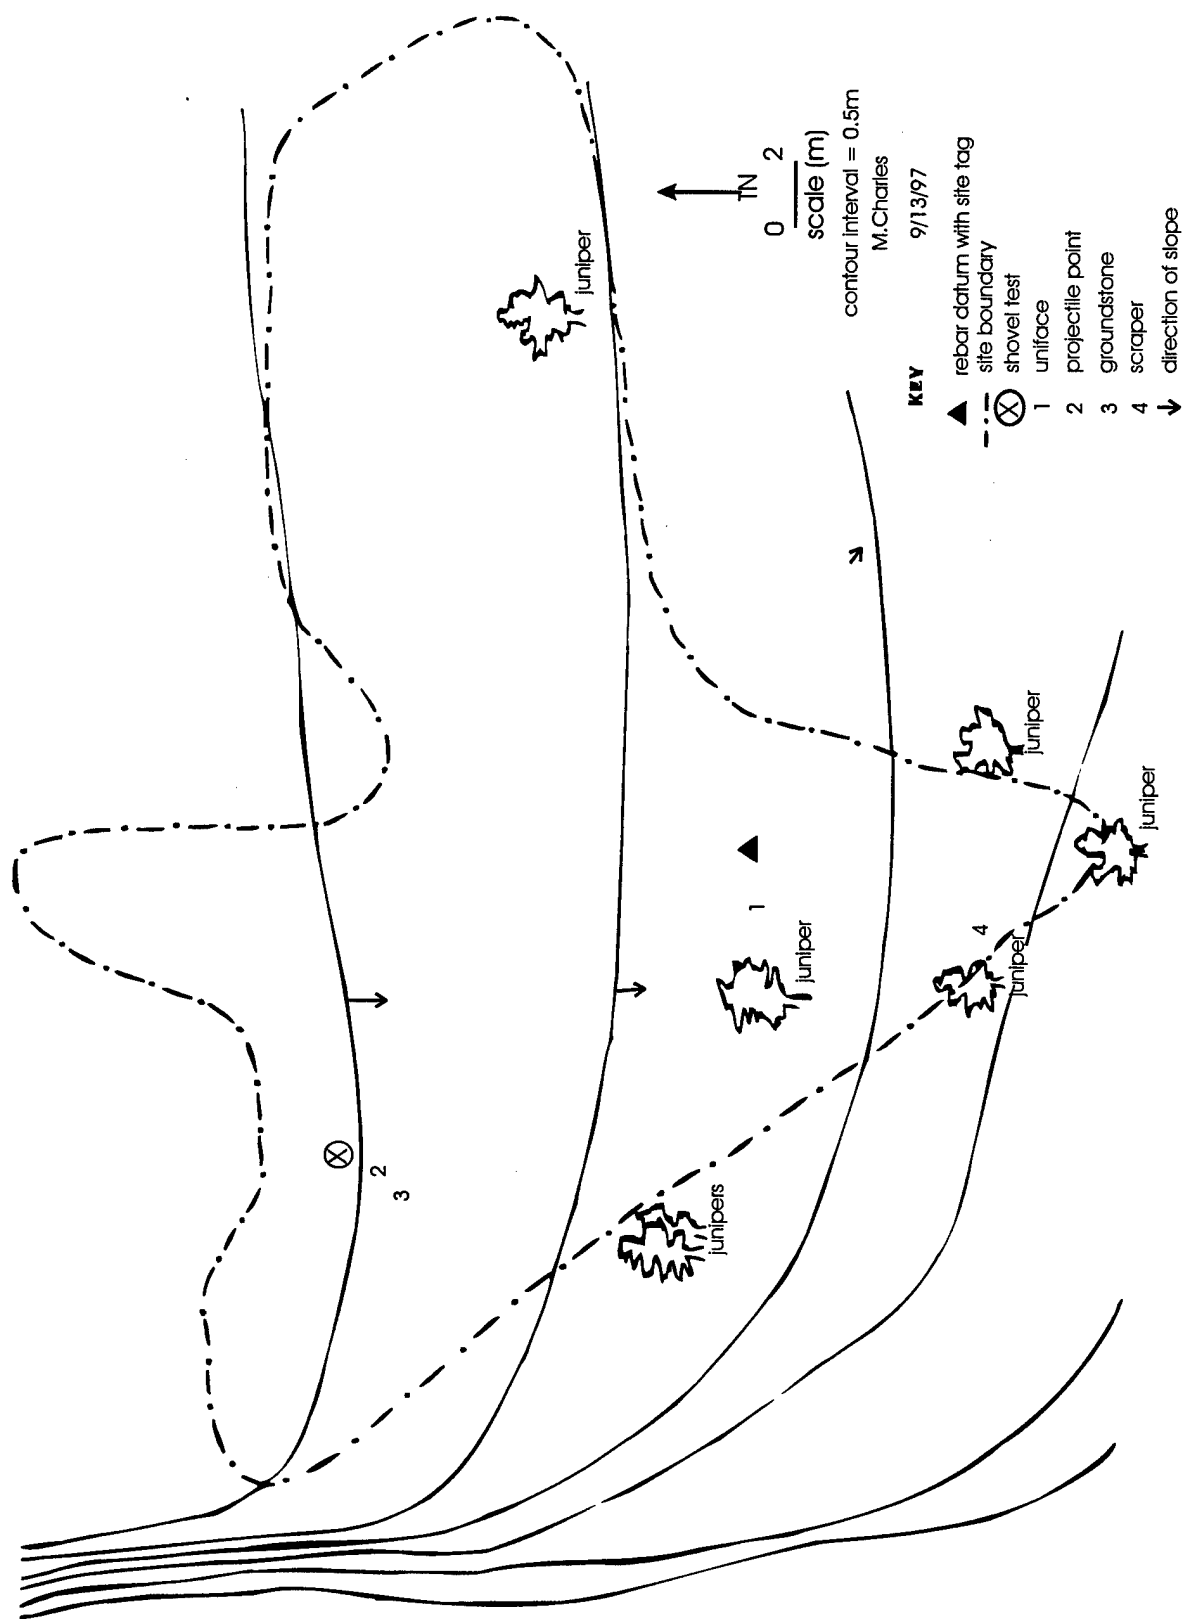 juniper
TN
0 2
scale (m)
contour interval = 0.5m
M.Charles
9/13/97
KEY
rebar datum with site tag
site boundary
X shovel test
1 uniface
2 projectile point
3 groundstone
4 scraper
direction of slope
X
2
3
1
juniper
junipers
4
juniper
juniper
juniper